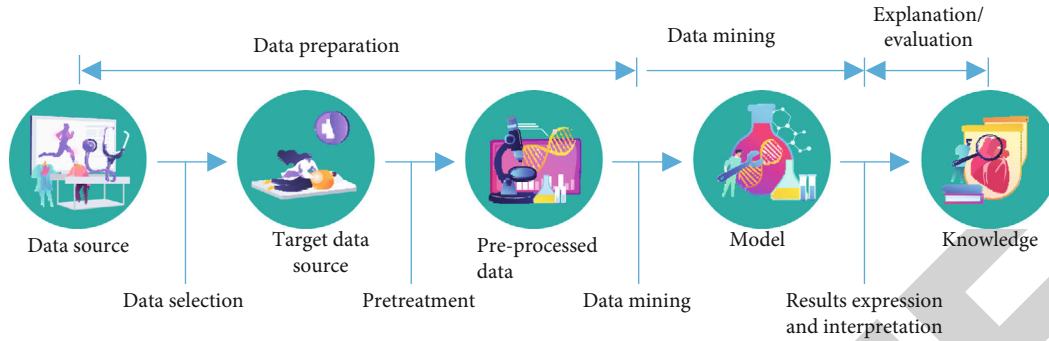 Data preparation
Data mining
Explanation/
evaluation
Data source
Target data
source
Pre-processed
data
Model
Knowledge
Data selection
Pretreatment
Data mining
Results expression
and interpretation